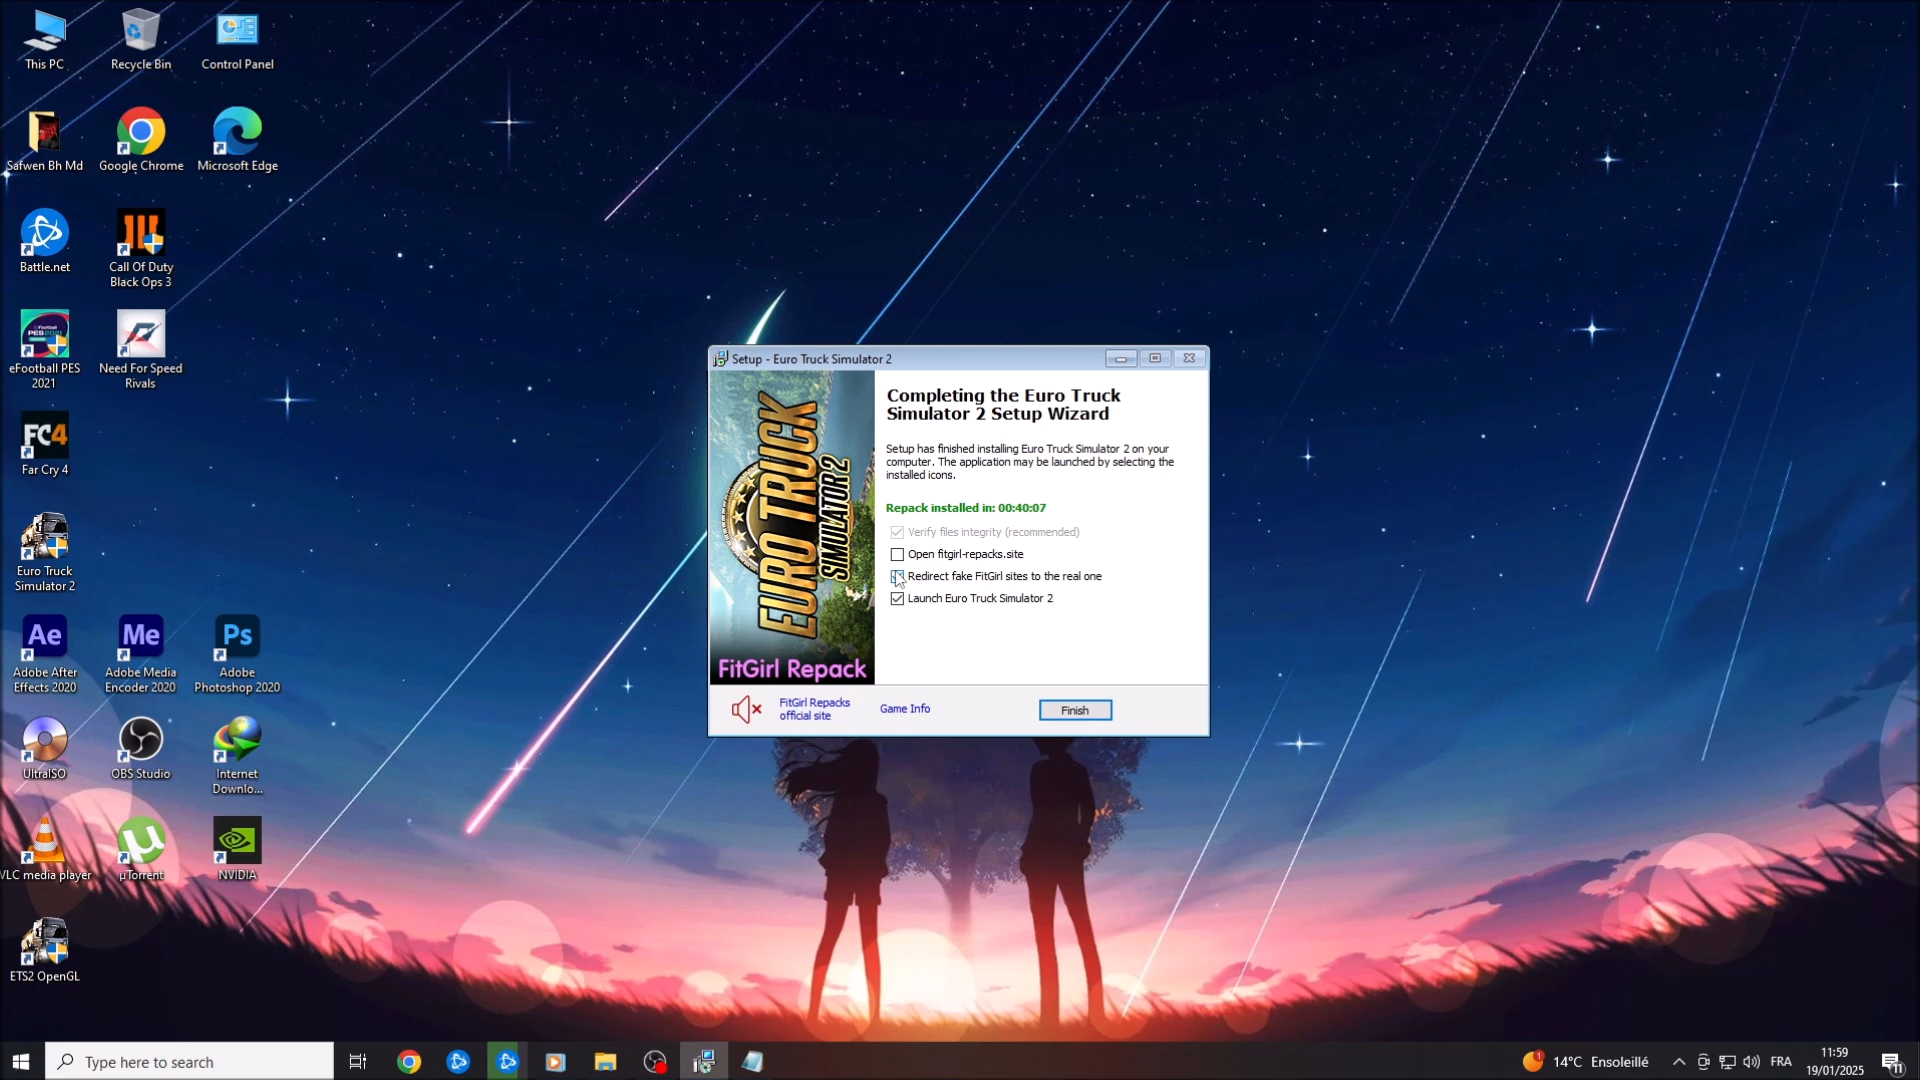 This PC
Recycle Bin
Control Panel
Safwen Bh Md
Google Chrome
Microsoft Edge
Battle.net
Call Of Duty
Black Ops 3
eFootball PES
2021
Need For Speed
Rivals
FC4
Far Cry 4
Euro Truck
Simulator 2
Ae
Adobe After
Effects 2020
Me
Adobe Media
Encoder 2020
Ps
Adobe
Photoshop 2020
UltraISO
OBS Studio
Internet
Downlo...
VLC media player
µTorrent
NVIDIA
ETS2 OpenGL
Setup - Euro Truck Simulator 2
EURO TRUCK
SIMULATOR 2
FitGirl Repack
Completing the Euro Truck
Simulator 2 Setup Wizard
Setup has finished installing Euro Truck Simulator 2 on your
computer. The application may be launched by selecting the
installed icons.
Repack installed in: 00:40:07
Verify files integrity (recommended)
Open fitgirl-repacks.site
Redirect fake FitGirl sites to the real one
Launch Euro Truck Simulator 2
FitGirl Repacks
official site
Game Info
Finish
Type here to search
1
14°C Ensoleillé
FRA
11:59
19/01/2025
11